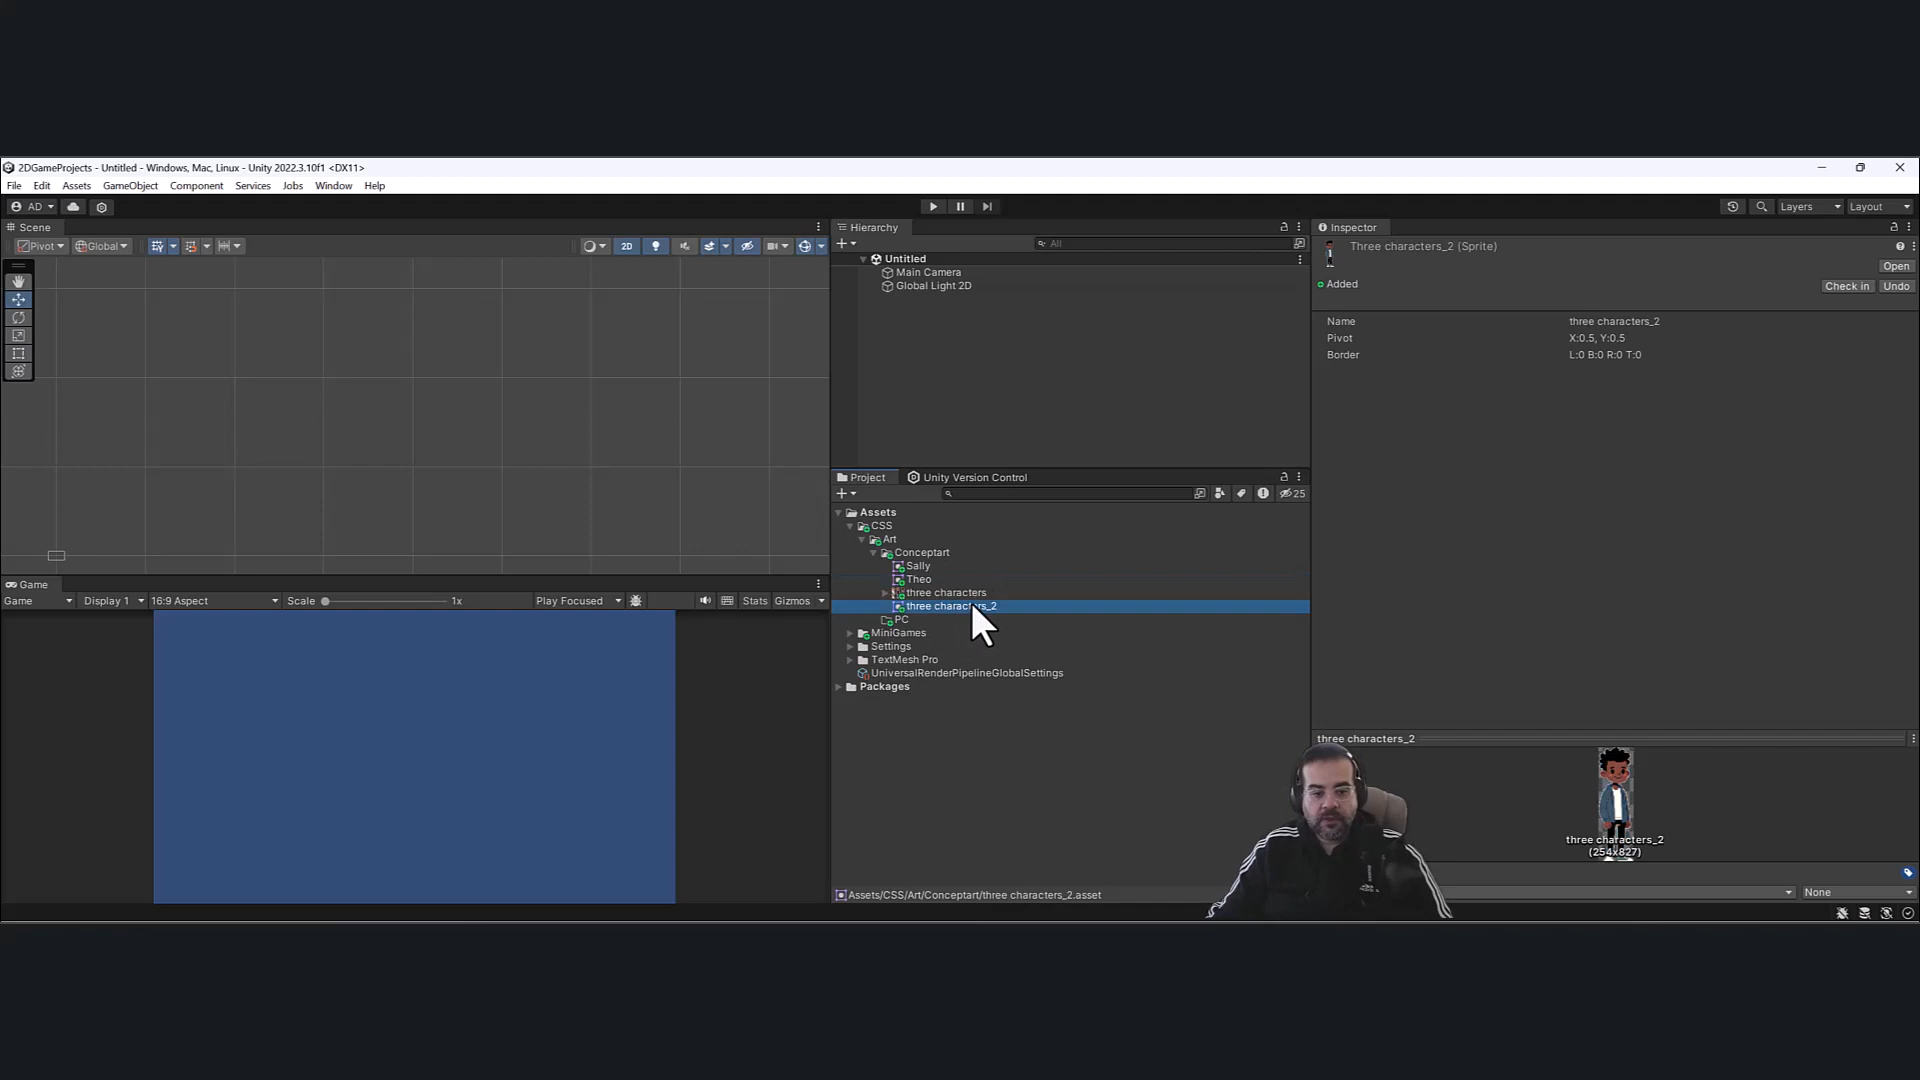 2DGameProjects - Untitled - Windows, Mac, Linux - Unity 2022.3.10f1 <DX11>
File Edit Assets GameObject Component Services Jobs Window Help
AD Layers Layout
Scene
Pivot Global 2D
Hierarchy
All
Untitled
Main Camera
Global Light 2D
Inspector
Three characters_2 (Sprite)
Open
Added Check in Undo
Name three characters_2
Pivot X:0.5, Y:0.5
Border L:0 B:0 R:0 T:0
Project Unity Version Control
25
Assets
CSS
Art
Conceptart
Sally
Theo
three characters
three characters_2
PC
MiniGames
Settings
TextMesh Pro
UniversalRenderPipelineGlobalSettings
Packages
Assets/CSS/Art/Conceptart/three characters_2.asset
Game
Game Display 1 16:9 Aspect Scale 1x Play Focused Stats Gizmos
three characters_2
three characters_2
(254x827)
None